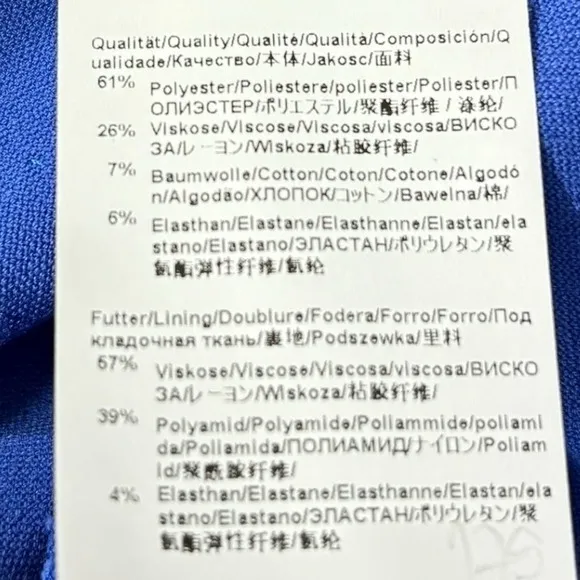 Qualität/Quality/Qualité/Qualità/Composición/Q
ualidade/Качество/本体/Jakosc/面料
61% Polyester/Poliestere/poliester/Poliester/П
ОЛИЭСТЕР/ポリエステル/聚酯纤维 / 涤纶/
26% Viskose/Viscose/Viscosa/viscosa/ВИСКО
ЗА/レーヨン/Wiskoza/粘胶纤维/
7% Baumwolle/Cotton/Coton/Cotone/Algodó
n/Algodão/ХЛОПОК/コットン/Bawelna/棉/
6% Elasthan/Elastane/Elasthanne/Elastan/ela
stano/Elastano/ЭЛАСТАН/ポリウレタン/聚
氨酯弹性纤维/氨纶
Futter/Lining/Doublure/Fodera/Forro/Forro/Под
кладочная ткань/裏地/Podszewka/里料
57% Viskose/Viscose/Viscosa/viscosa/ВИСКО
ЗА/レーヨン/Wiskoza/粘胶纤维/
39% Polyamid/Polyamide/Poliammide/poliami
da/Poliamida/ПОЛИАМИД/ナイロン/Poliam
id/聚酰胺纤维/
4% Elasthan/Elastane/Elasthanne/Elastan/ela
stano/Elastano/ЭЛАСТАН/ポリウレタン/聚
氨酯弹性纤维/氨纶